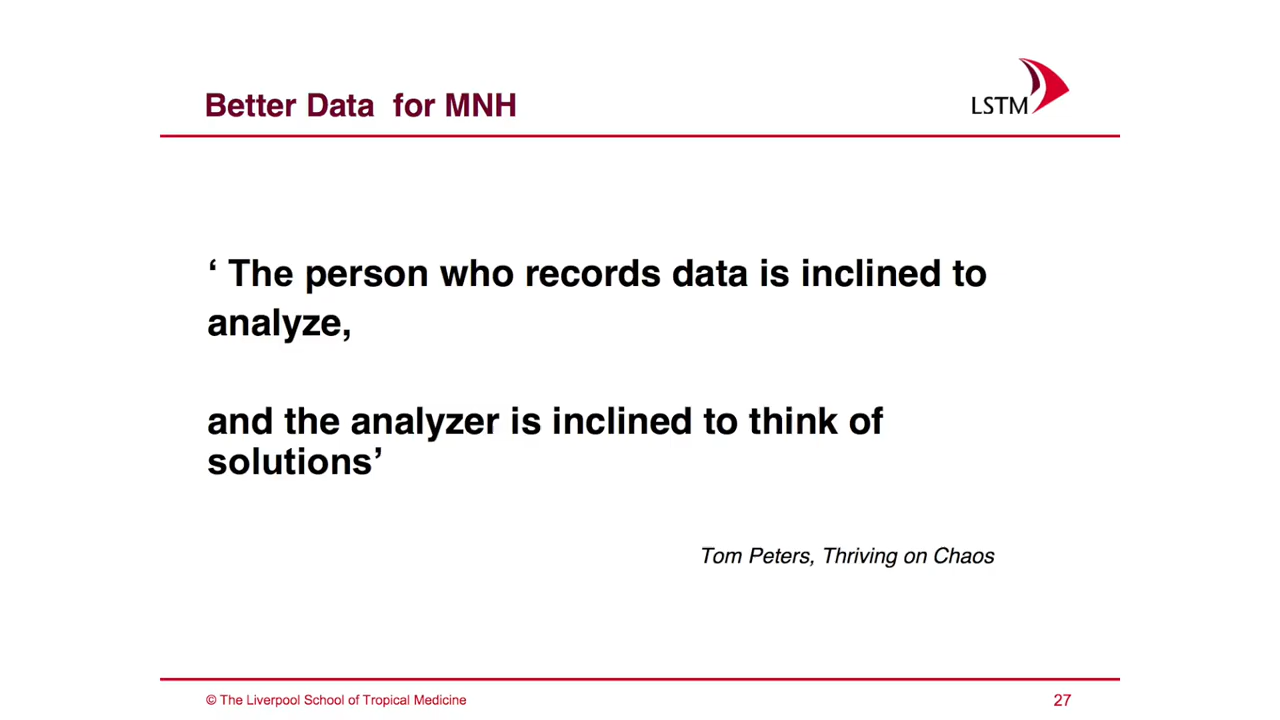 Better Data  for MNH
LSTM
‘ The person who records data is inclined to
analyze,
and the analyzer is inclined to think of
solutions’
Tom Peters, Thriving on Chaos
© The Liverpool School of Tropical Medicine
27